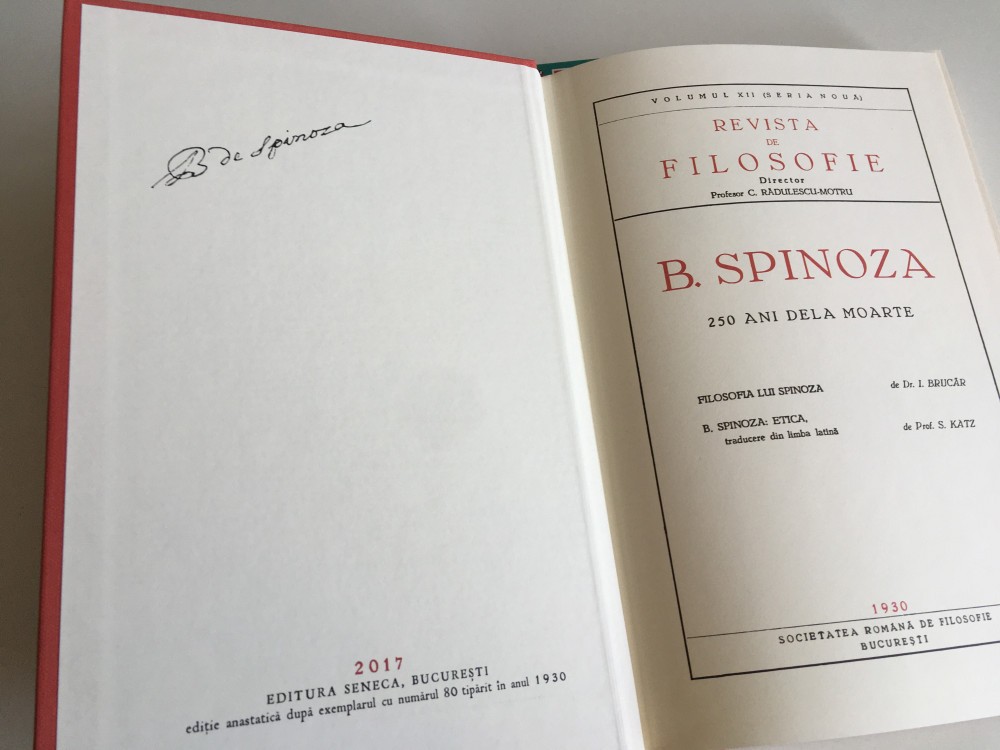 B de Spinoza
2017
EDITURA SENECA, BUCUREȘTI
ediție anastatică după exemplarul cu numărul 80 tipărit în anul 1930
VOLUMUL XII (SERIA NOUĂ)
REVISTA
DE
FILOSOFIE
Director
Profesor C. RĂDULESCU-MOTRU
B. SPINOZA
250 ANI DELA MOARTE
FILOSOFIA LUI SPINOZA de Dr. I. BRUCĂR
B. SPINOZA: ETICA, de Prof. S. KATZ
traducere din limba latină
1930
SOCIETATEA ROMÂNĂ DE FILOSOFIE
BUCUREȘTI